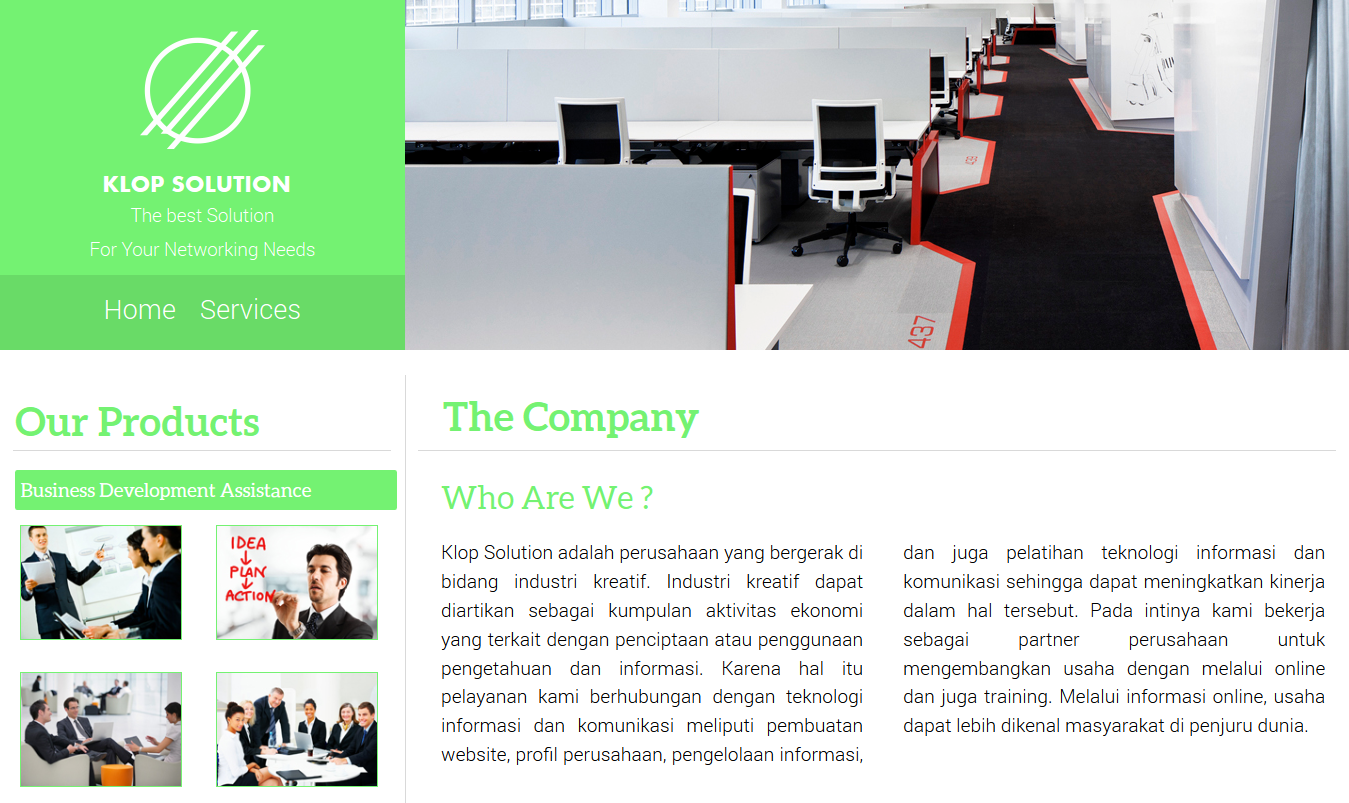 KLOP SOLUTION
The best Solution
For Your Networking Needs
Home Services
437
Our Products
Business Development Assistance
IDEA
PLAN
ACTION
The Company
Who Are We ?
Klop Solution adalah perusahaan yang bergerak di
bidang industri kreatif. Industri kreatif dapat
diartikan sebagai kumpulan aktivitas ekonomi
yang terkait dengan penciptaan atau penggunaan
pengetahuan dan informasi. Karena hal itu
pelayanan kami berhubungan dengan teknologi
informasi dan komunikasi meliputi pembuatan
website, profil perusahaan, pengelolaan informasi,
dan juga pelatihan teknologi informasi dan
komunikasi sehingga dapat meningkatkan kinerja
dalam hal tersebut. Pada intinya kami bekerja
sebagai partner perusahaan untuk
mengembangkan usaha dengan melalui online
dan juga training. Melalui informasi online, usaha
dapat lebih dikenal masyarakat di penjuru dunia.